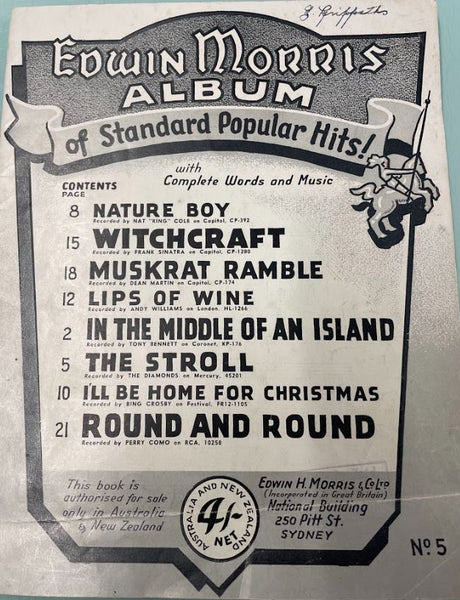 G. Griffiths
EDWIN MORRIS
ALBUM
of Standard Popular Hits!
with
Complete Words and Music
CONTENTS
PAGE
8 NATURE BOY
Recorded by NAT "KING" COLE on Capitol, CP-392
15 WITCHCRAFT
Recorded by FRANK SINATRA on Capitol, CP-1280
18 MUSKRAT RAMBLE
Recorded by DEAN MARTIN on Capitol, CP-174
12 LIPS OF WINE
Recorded by ANDY WILLIAMS on London, HL-1266
2 IN THE MIDDLE OF AN ISLAND
Recorded by TONY BENNETT on Coronet, KP-176
5 THE STROLL
Recorded by THE DIAMONDS on Mercury, 45201
10 I'LL BE HOME FOR CHRISTMAS
Recorded by BING CROSBY on Festival, FR12-1105
21 ROUND AND ROUND
Recorded by PERRY COMO on RCA, 10258
This book is
authorised for sale
only in Australia
& New Zealand
AUSTRALIA AND NEW ZEALAND
4/-
NET
EDWIN H. MORRIS & Co Ltd
(Incorporated in Great Britain)
National Building
250 Pitt St.
SYDNEY
No. 5